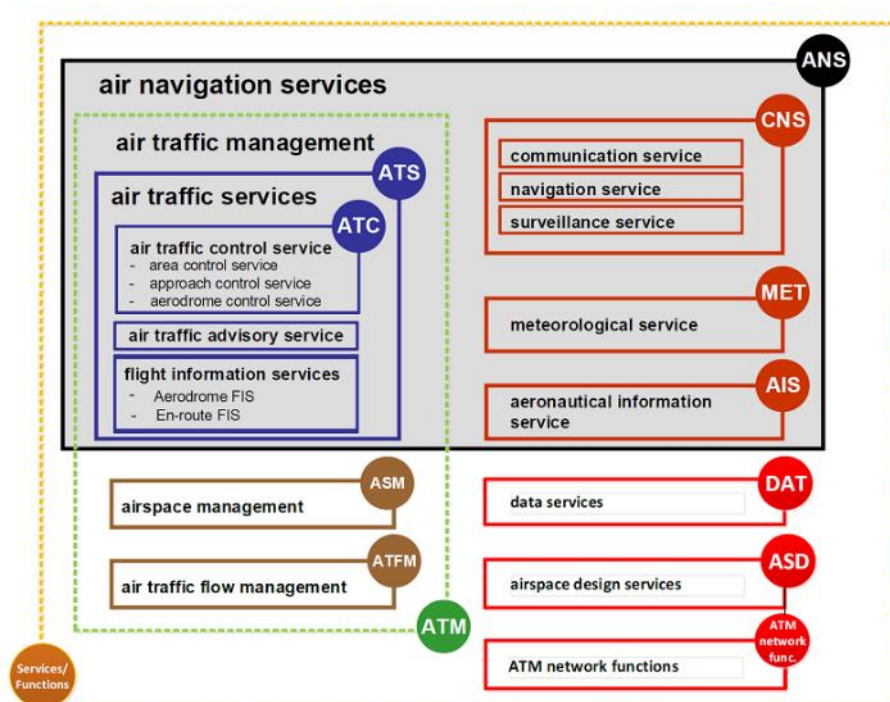 ANS
air navigation services
air traffic management
ATS
air traffic services
ATC
air traffic control service
- area control service
- approach control service
- aerodrome control service
air traffic advisory service
flight information services
- Aerodrome FIS
- En-route FIS
CNS
communication service
navigation service
surveillance service
MET
meteorological service
AIS
aeronautical information
service
ASM
airspace management
ATFM
air traffic flow management
ATM
DAT
data services
ASD
airspace design services
ATM
network
func.
ATM network functions
Services/
Functions